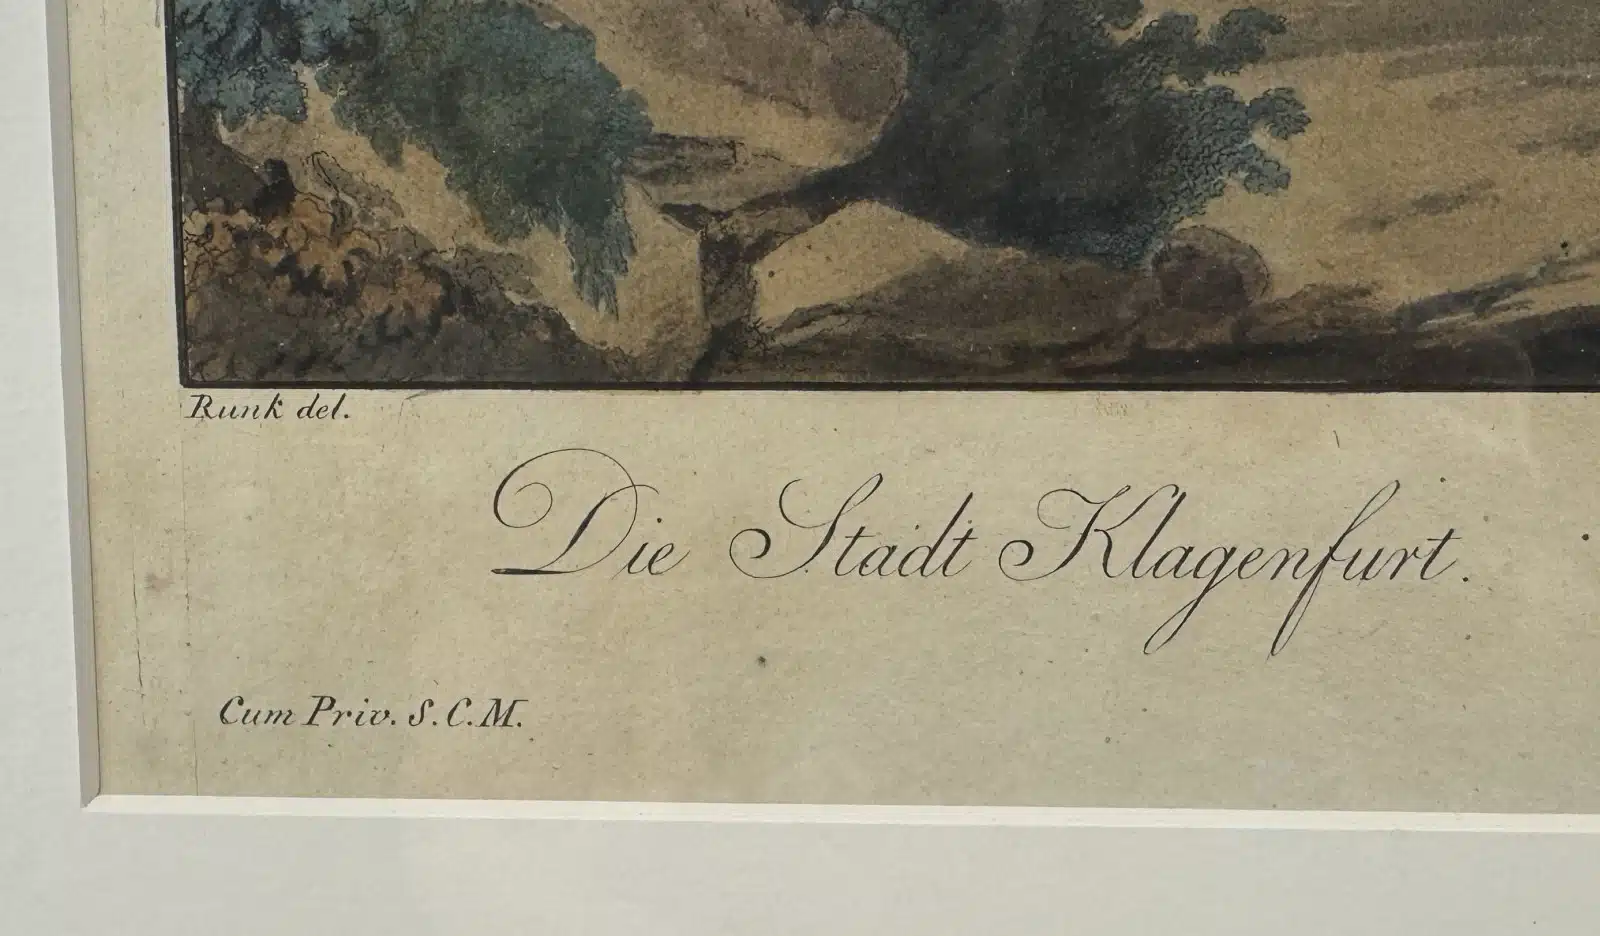 Runk del.
Die Stadt Klagenfurt.
Cum Priv. S. C. M.